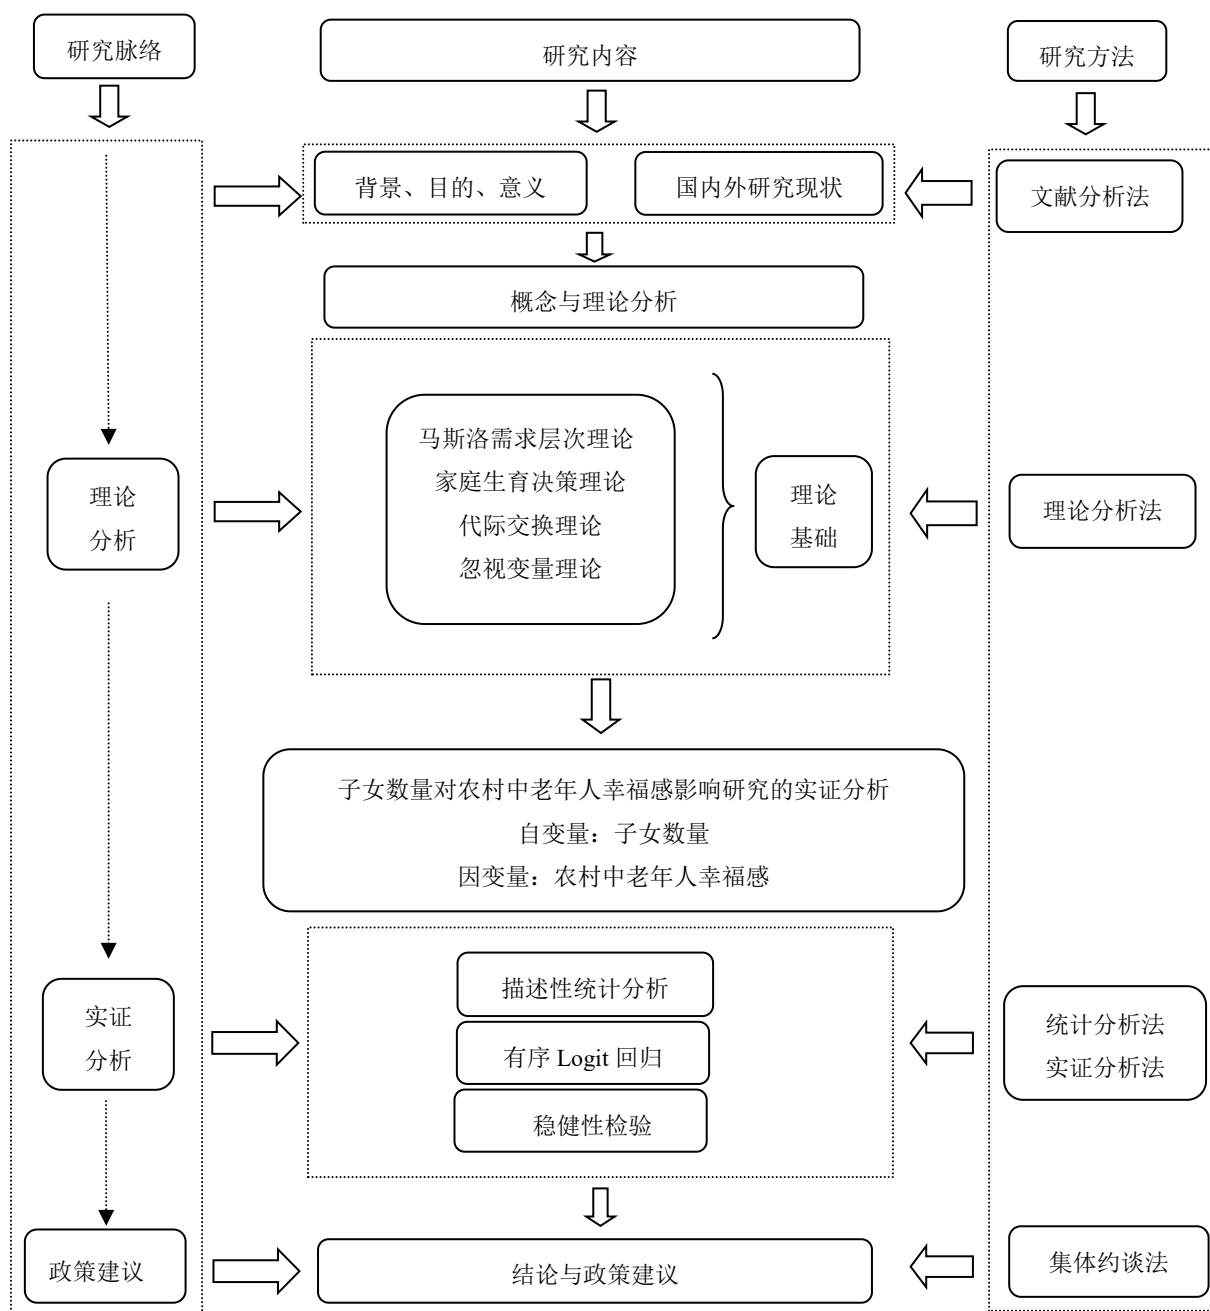 研究脉络
研究内容
研究方法
背景、目的、意义
国内外研究现状
文献分析法
概念与理论分析
理论
分析
马斯洛需求层次理论
家庭生育决策理论
代际交换理论
忽视变量理论
理论
基础
理论分析法
子女数量对农村中老年人幸福感影响研究的实证分析
自变量：子女数量
因变量：农村中老年人幸福感
实证
分析
描述性统计分析
有序 Logit 回归
稳健性检验
统计分析法
实证分析法
政策建议
结论与政策建议
集体约谈法